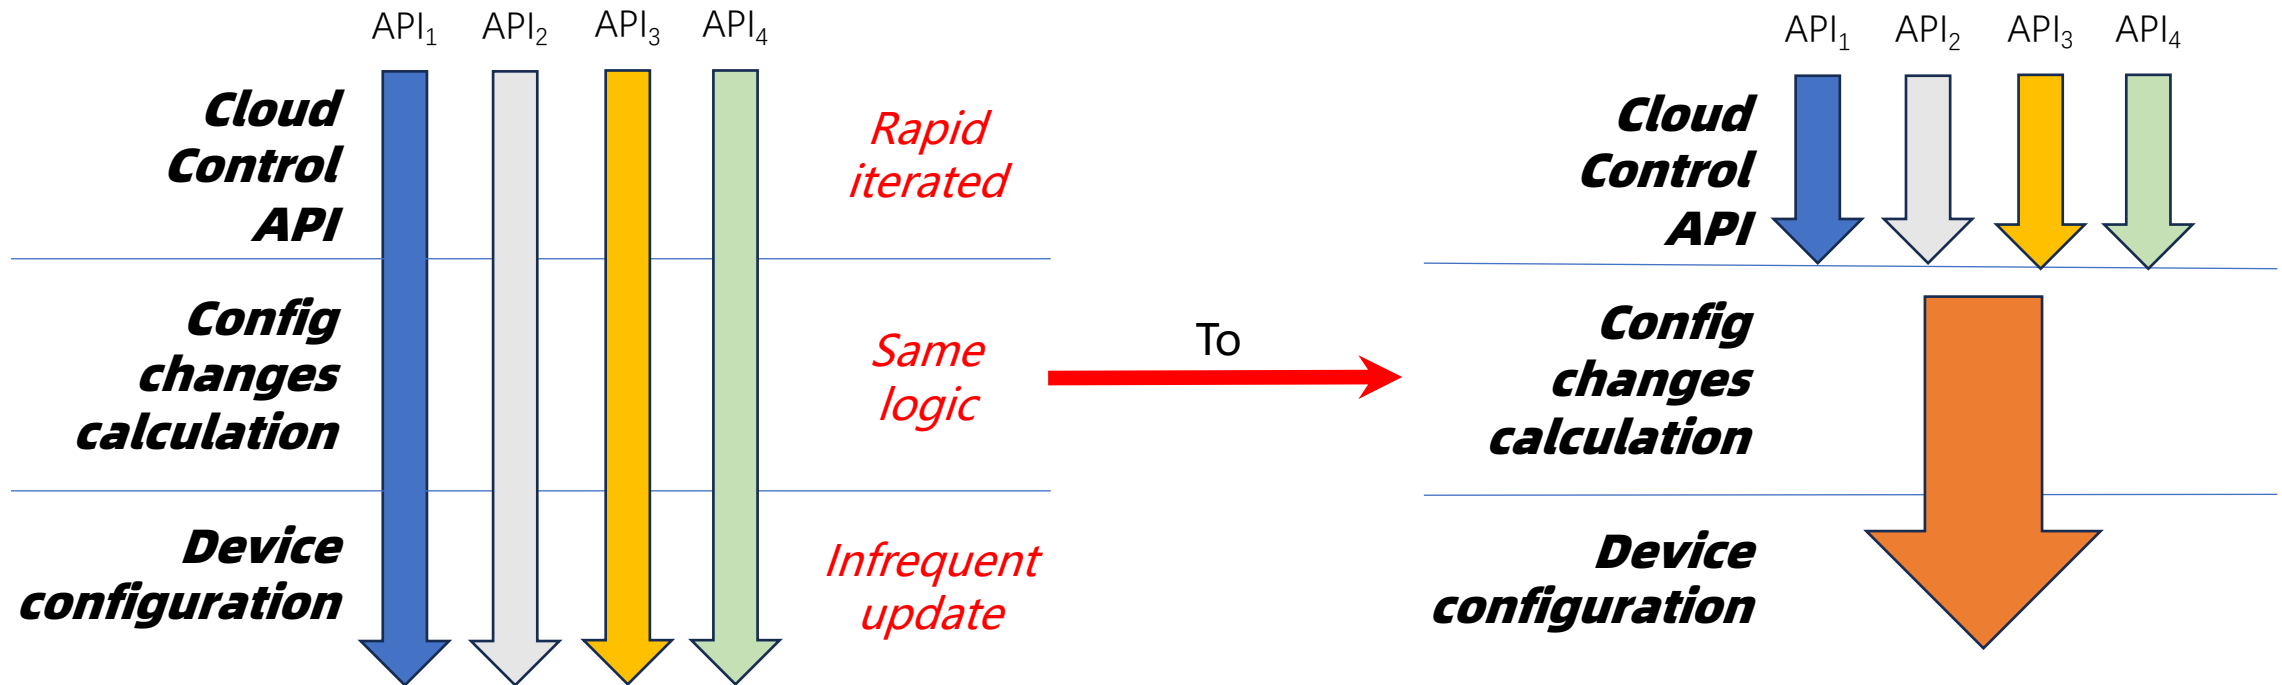 API₁ API₂ API₃ API₄
Cloud
Control
API
Rapid
iterated
Config
changes
calculation
Same
logic
Device
configuration
Infrequent
update
To
API₁ API₂ API₃ API₄
Cloud
Control
API
Config
changes
calculation
Device
configuration